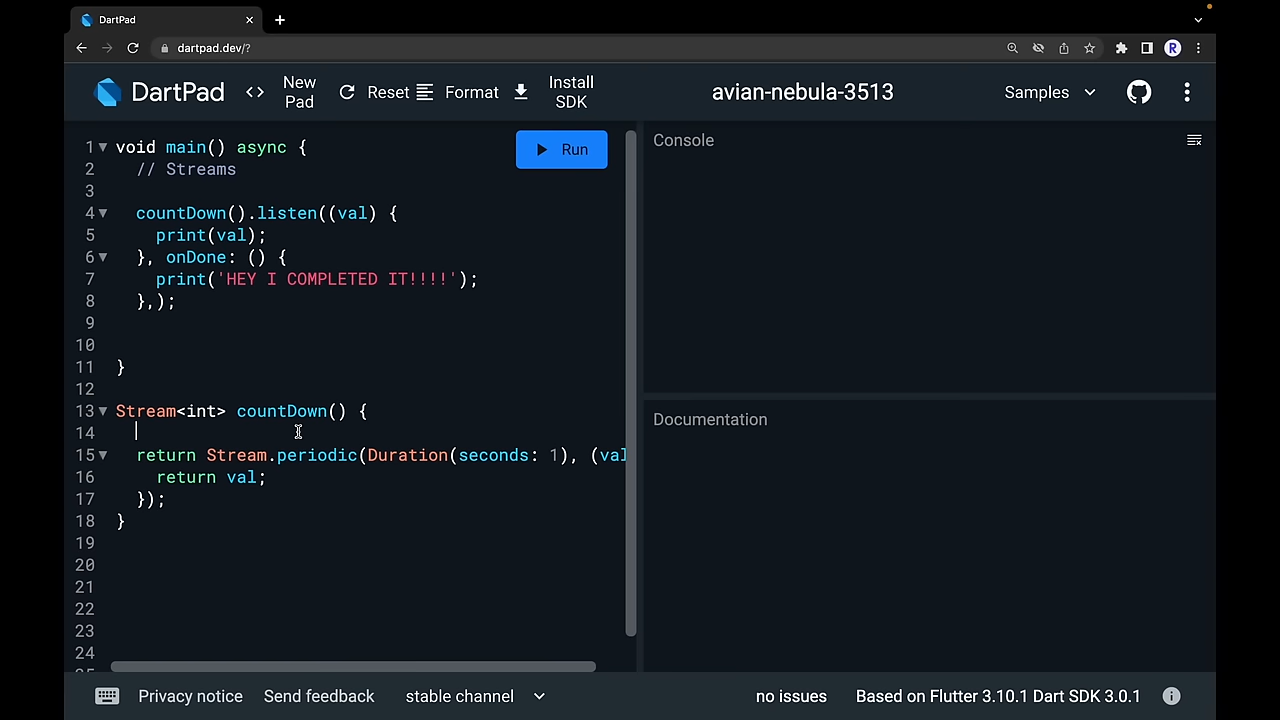 DartPad
dartpad.dev/?
R
DartPad
<> New Pad
Reset
Format
Install SDK
avian-nebula-3513
Samples
Run
Console
1 void main() async {
2 // Streams
3
4 countDown().listen((val) {
5 print(val);
6 }, onDone: () {
7 print('HEY I COMPLETED IT!!!!');
8 },);
9
10
11 }
12
13 Stream<int> countDown() {
14
15 return Stream.periodic(Duration(seconds: 1), (val
16 return val;
17 });
18 }
19
20
21
22
23
24
Documentation
Privacy notice
Send feedback
stable channel
no issues
Based on Flutter 3.10.1 Dart SDK 3.0.1